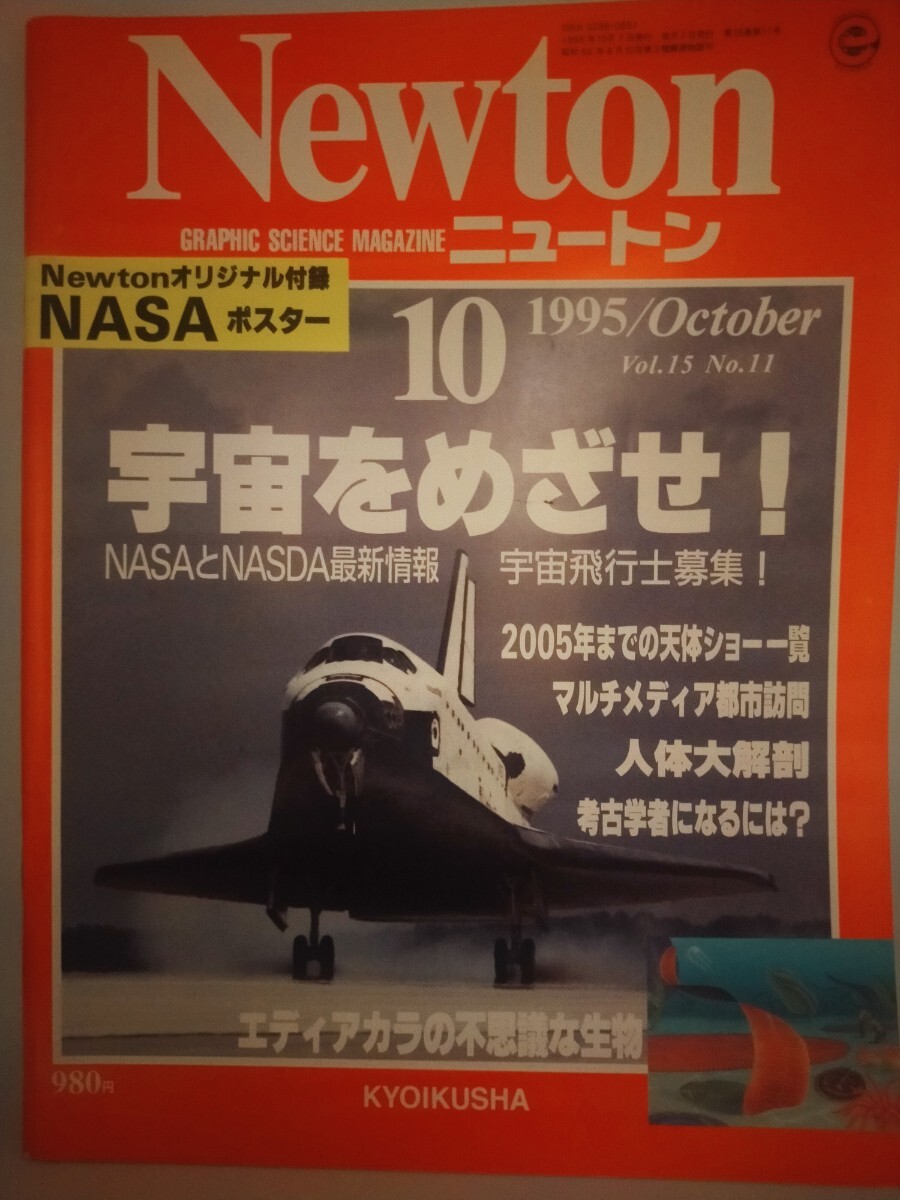 Newton
GRAPHIC SCIENCE MAGAZINE ニュートン
Newtonオリジナル付録
NASA ポスター
10 1995/October
Vol.15 No.11
宇宙をめざせ!
NASAとNASDA最新情報 宇宙飛行士募集!
2005年までの天体ショー一覧
マルチメディア都市訪問
人体大解剖
考古学者になるには?
エディアカラの不思議な生物
980円
KYOIKUSHA